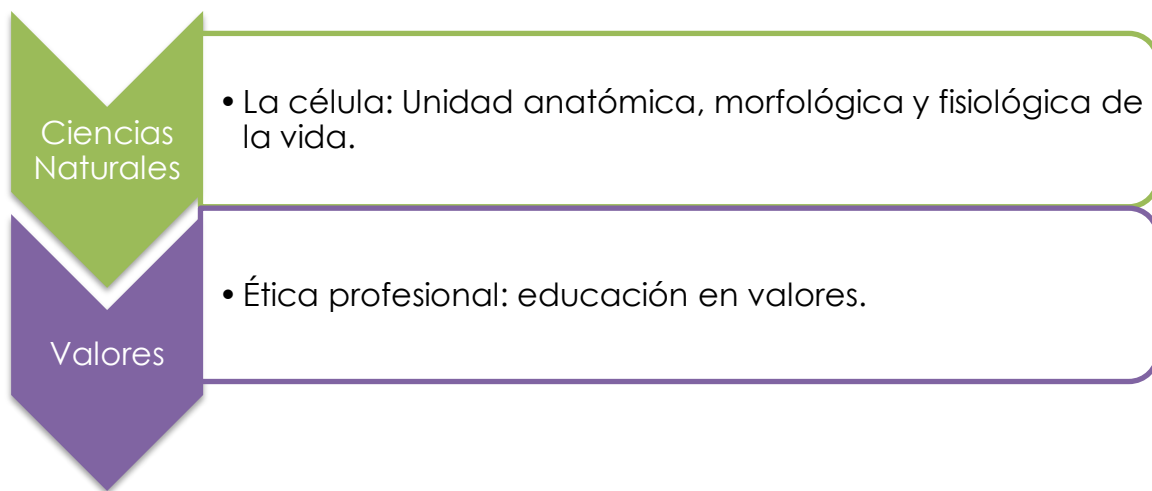 Ciencias
Naturales
• La célula: Unidad anatómica, morfológica y fisiológica de
la vida.
Valores
• Ética profesional: educación en valores.